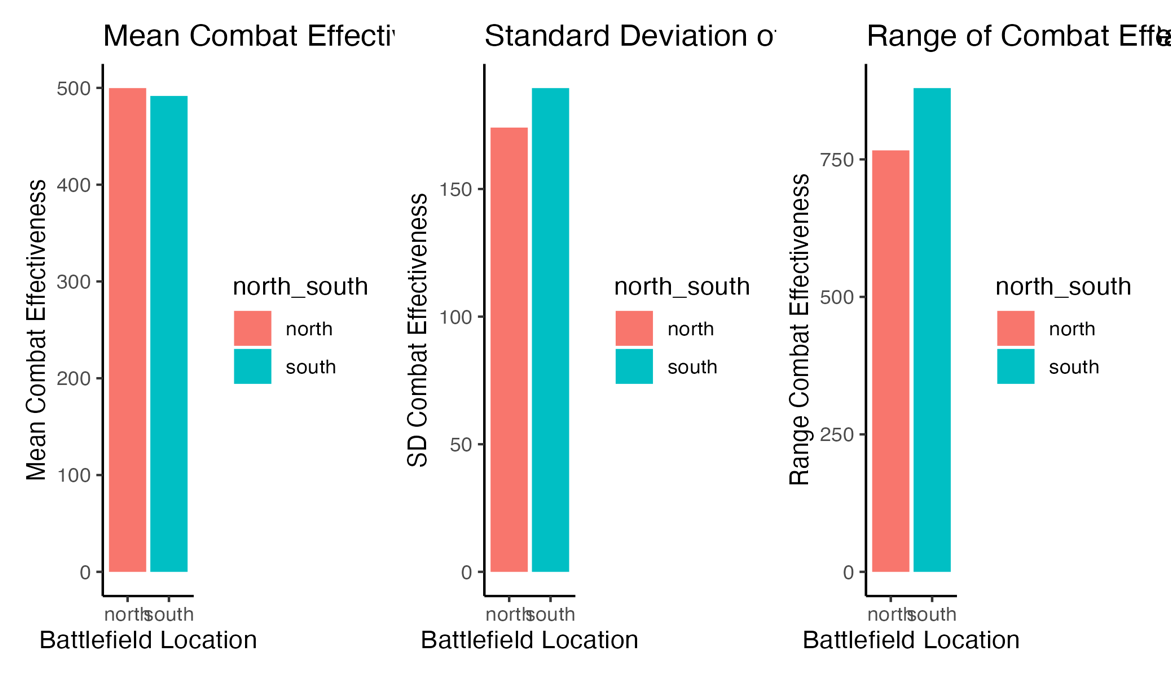 Mean Combat Effectiv
Mean Combat Effectiveness
500
400
300
200
100
0
north
south
Battlefield Location
north_south
north
south
Standard Deviation of
SD Combat Effectiveness
150
100
50
0
north
south
Battlefield Location
north_south
north
south
Range of Combat Effe
Range Combat Effectiveness
750
500
250
0
north
south
Battlefield Location
north_south
north
south